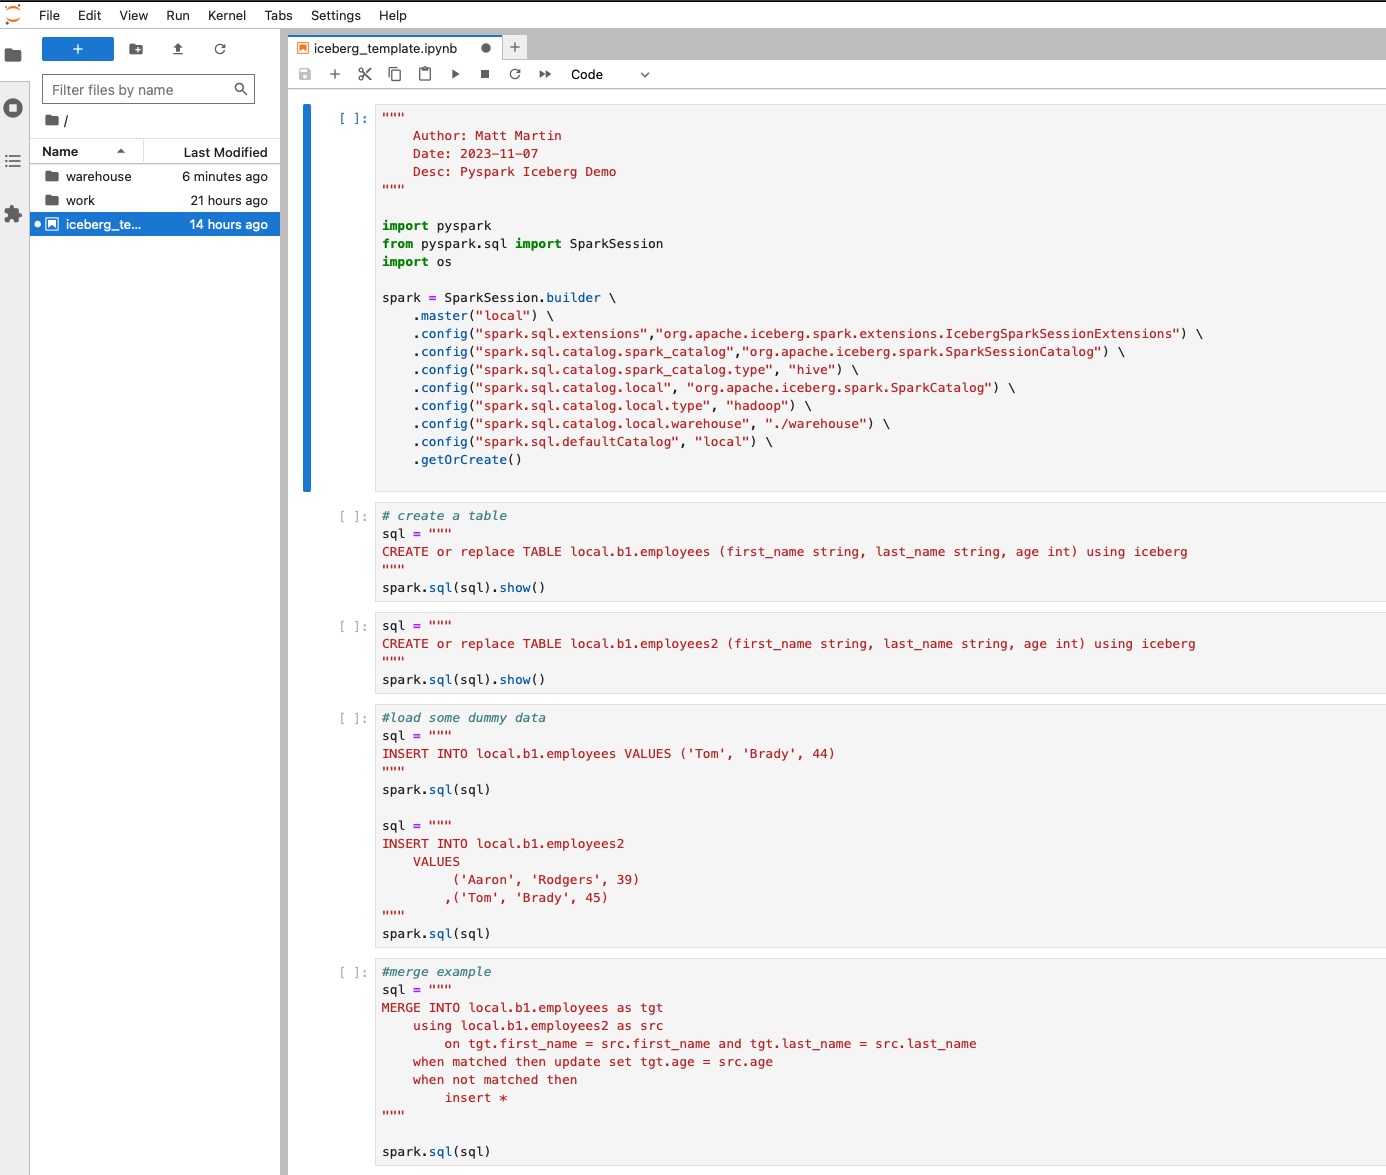 File Edit View Run Kernel Tabs Settings Help
iceberg_template.ipynb
Code
Filter files by name
/
Name Last Modified
warehouse 6 minutes ago
work 21 hours ago
iceberg_te... 14 hours ago
[ ]: """
    Author: Matt Martin
    Date: 2023-11-07
    Desc: Pyspark Iceberg Demo
"""
import pyspark
from pyspark.sql import SparkSession
import os
spark = SparkSession.builder \
    .master("local") \
    .config("spark.sql.extensions","org.apache.iceberg.spark.extensions.IcebergSparkSessionExtensions") \
    .config("spark.sql.catalog.spark_catalog","org.apache.iceberg.spark.SparkSessionCatalog") \
    .config("spark.sql.catalog.spark_catalog.type", "hive") \
    .config("spark.sql.catalog.local", "org.apache.iceberg.spark.SparkCatalog") \
    .config("spark.sql.catalog.local.type", "hadoop") \
    .config("spark.sql.catalog.local.warehouse", "./warehouse") \
    .config("spark.sql.defaultCatalog", "local") \
    .getOrCreate()
[ ]: # create a table
sql = """
CREATE or replace TABLE local.b1.employees (first_name string, last_name string, age int) using iceberg
"""
spark.sql(sql).show()
[ ]: sql = """
CREATE or replace TABLE local.b1.employees2 (first_name string, last_name string, age int) using iceberg
"""
spark.sql(sql).show()
[ ]: #load some dummy data
sql = """
INSERT INTO local.b1.employees VALUES ('Tom', 'Brady', 44)
"""
spark.sql(sql)
sql = """
INSERT INTO local.b1.employees2
    VALUES
         ('Aaron', 'Rodgers', 39)
        ,('Tom', 'Brady', 45)
"""
spark.sql(sql)
[ ]: #merge example
sql = """
MERGE INTO local.b1.employees as tgt
    using local.b1.employees2 as src
        on tgt.first_name = src.first_name and tgt.last_name = src.last_name
    when matched then update set tgt.age = src.age
    when not matched then
        insert *
"""
spark.sql(sql)